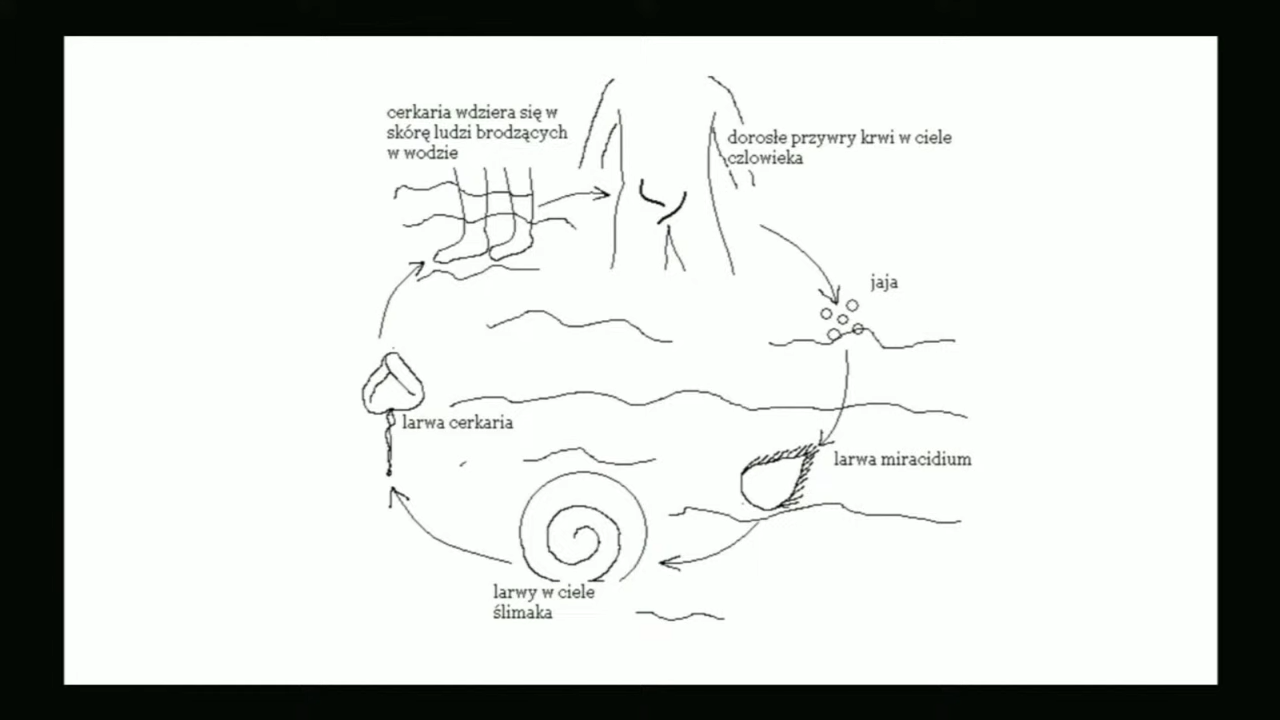 cerkaria wdziera się w
skórę ludzi brodzących
w wodzie
dorosłe przywry krwi w ciele
czlowieka
jaja
larwa cerkaria
larwa miracidium
larwy w ciele
ślimaka